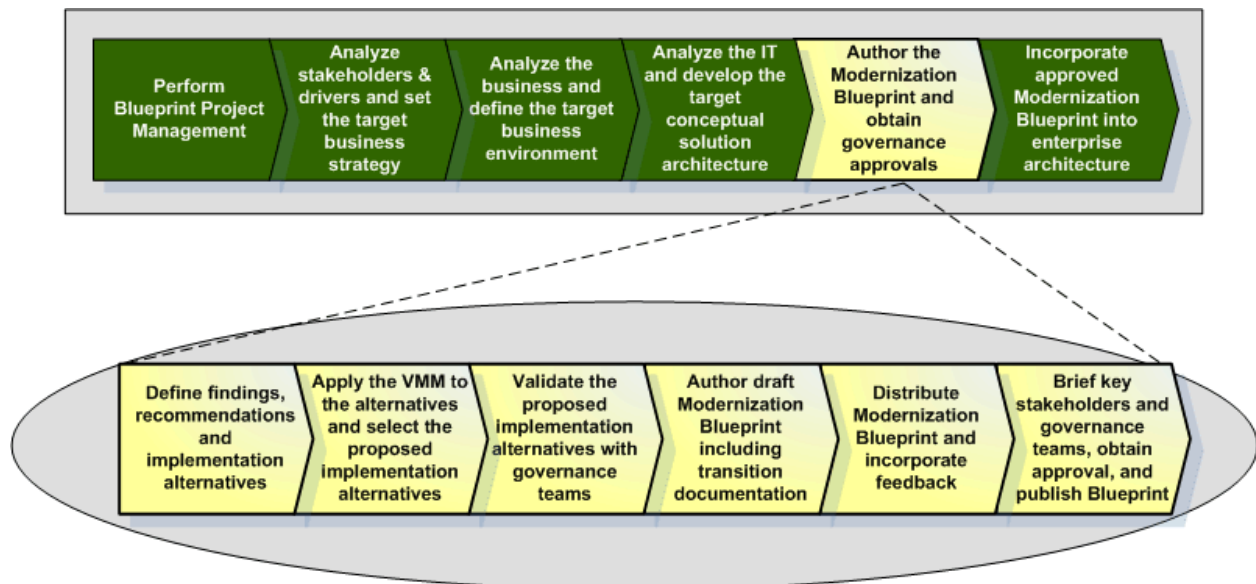 Perform
Blueprint Project
Management
Analyze
stakeholders &
drivers and set
the target
business
strategy
Analyze the
business and
define the target
business
environment
Analyze the IT
and develop the
target
conceptual
solution
architecture
Author the
Modernization
Blueprint and
obtain
governance
approvals
Incorporate
approved
Modernization
Blueprint into
enterprise
architecture
Define findings,
recommendations
and
implementation
alternatives
Apply the VMM to
the alternatives
and select the
proposed
implementation
alternatives
Validate the
proposed
implementation
alternatives with
governance
teams
Author draft
Modernization
Blueprint
including
transition
documentation
Distribute
Modernization
Blueprint and
incorporate
feedback
Brief key
stakeholders and
governance
teams, obtain
approval, and
publish Blueprint